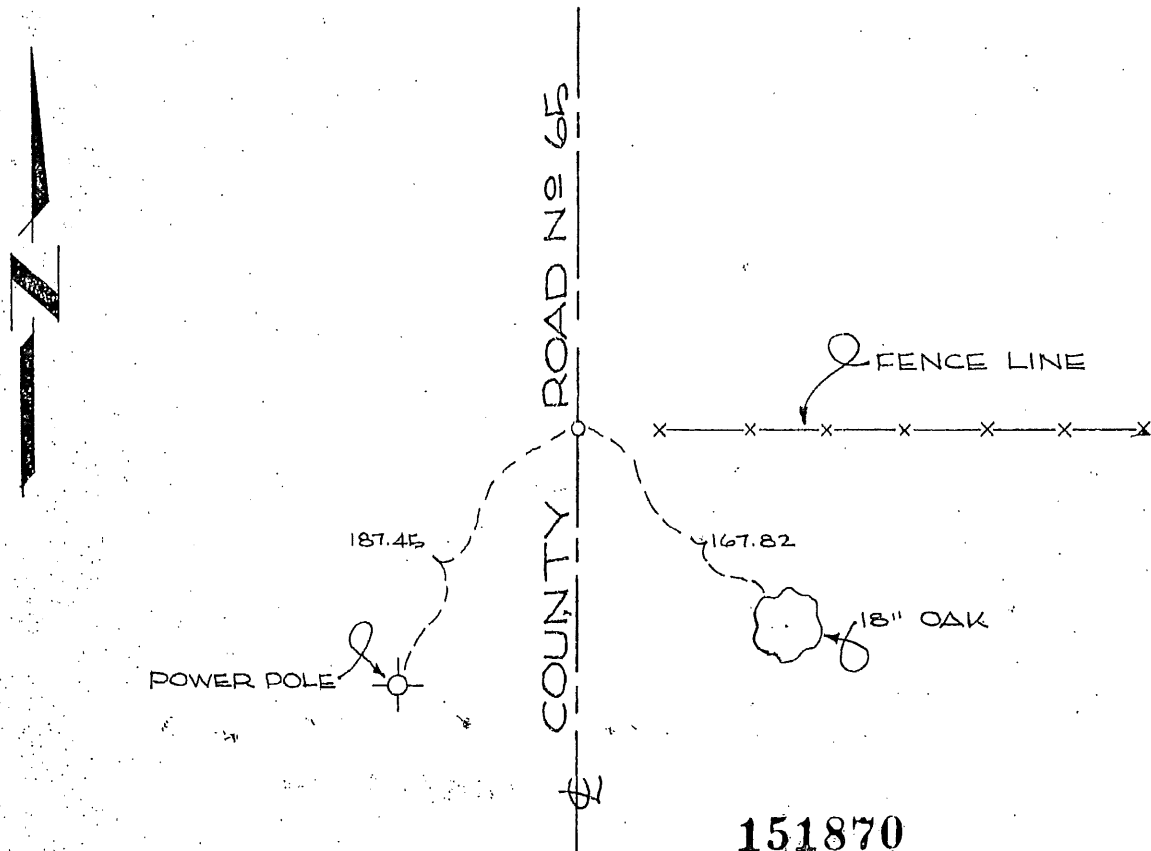 N
COUNTY ROAD Nº 65
FENCE LINE
187.45
167.82
18" OAK
POWER POLE
℄
151870